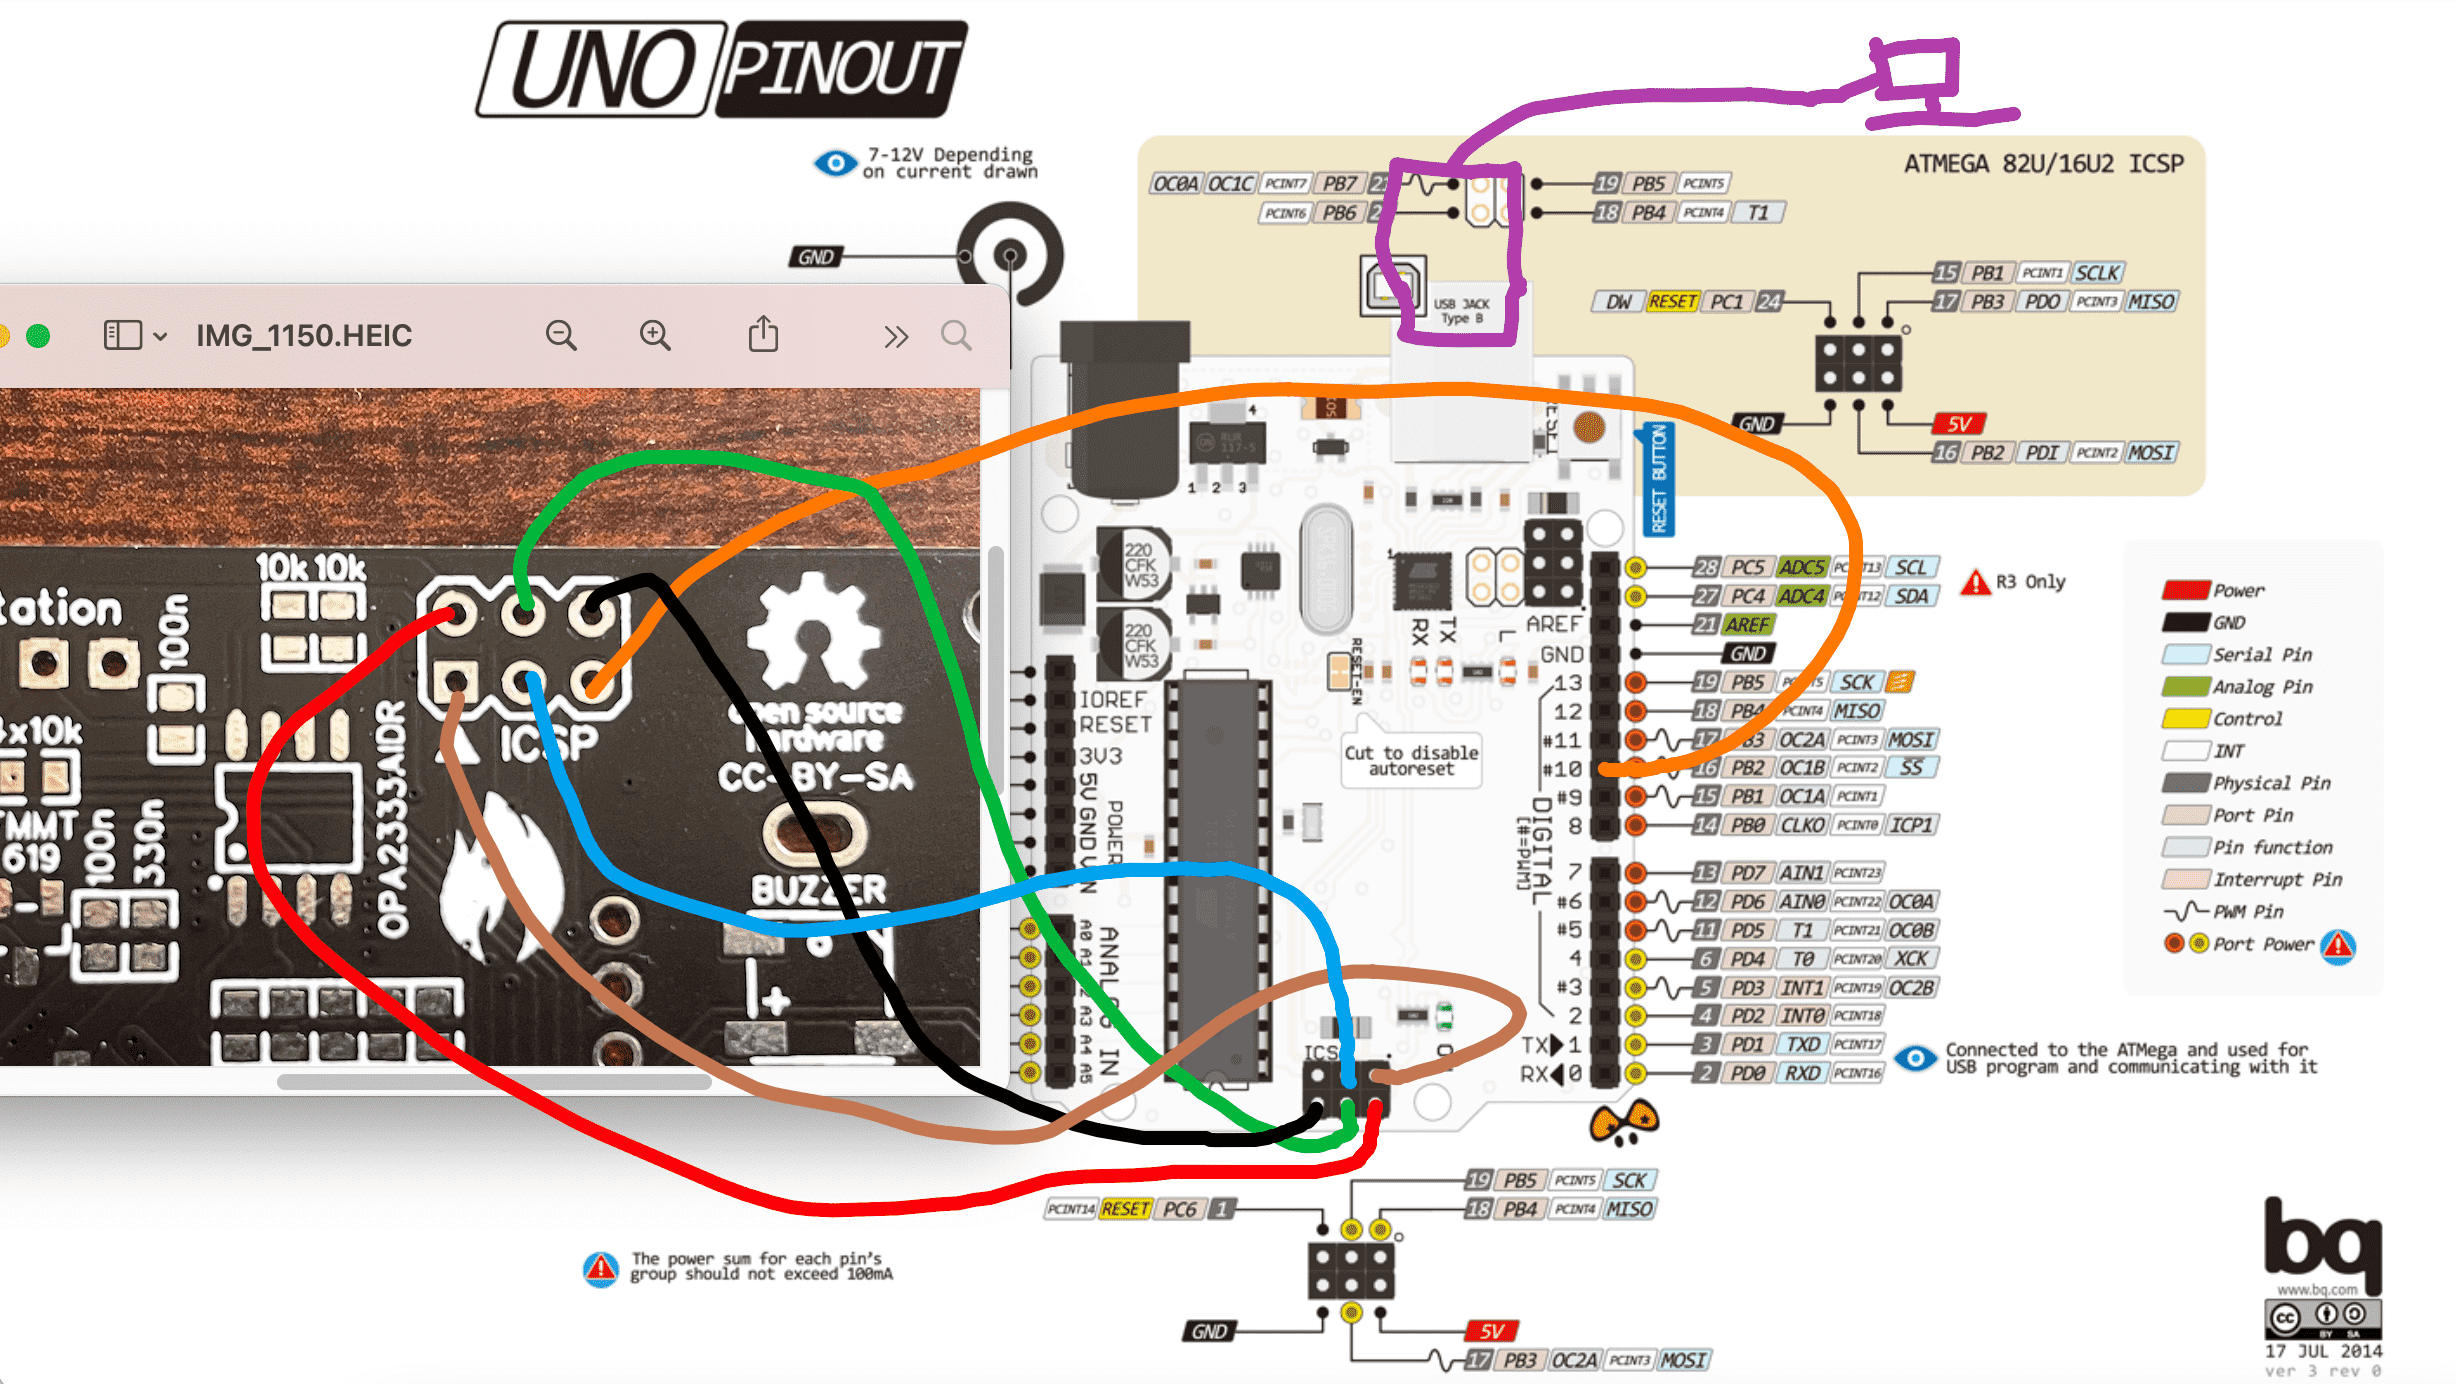 UNO PINOUT
7-12V Depending
on current drawn
GND
ATMEGA 82U/16U2 ICSP
OC0A OC1C PCINT7 PB7
PCINT6 PB6
19 PB5 PCINT5
18 PB4 PCINT4 T1
USB JACK
Type B
15 PB1 PCINT1 SCLK
17 PB3 PDO PCINT3 MISO
DW RESET PC1 24
GND
5V
16 PB2 PDI PCINT2 MOSI
IMG_1150.HEIC
10k 10k
tation
100n
x10k
TMMT
619
100n
330n
OPA2333AIDR
ICSP
open source
hardware
CC-BY-SA
BUZZER
+
4
1 2 3
220
CFK
W53
220
CFK
W53
RESET BUTTON
1
RX
TX
L
RESET-EN
Cut to disable
autoreset
IOREF
RESET
3V3
5V
GND
POWER
A0
A1
A3
A4
A5
ANALOG IN
AREF
GND
13
12
#11
#10
#9
8
7
#6
#5
4
#3
2
TX 1
RX 0
DIGITAL
[#=PWM]
28 PC5 ADC5 SCL
27 PC4 ADC4 SDA
R3 Only
21 AREF
GND
19 PB5 SCK
18 PB4 PCINT4 MISO
17 PB3 OC2A PCINT3 MOSI
16 PB2 OC1B PCINT2 SS
15 PB1 OC1A PCINT1
14 PB0 CLKO PCINT0 ICP1
13 PD7 AIN1 PCINT23
12 PD6 AIN0 PCINT22 OC0A
11 PD5 T1 PCINT21 OC0B
6 PD4 T0 PCINT20 XCK
5 PD3 INT1 PCINT19 OC2B
4 PD2 INT0 PCINT18
3 PD1 TXD PCINT17
2 PD0 RXD PCINT16
Connected to the ATMega and used for
USB program and communicating with it
Power
GND
Serial Pin
Analog Pin
Control
INT
Physical Pin
Port Pin
Pin function
Interrupt Pin
PWM Pin
Port Power
PCINT14 RESET PC6 1
19 PB5 PCINT5 SCK
18 PB4 PCINT4 MISO
GND
5V
17 PB3 OC2A PCINT3 MOSI
The power sum for each pin's
group should not exceed 100mA
bq
www.bq.com
cc
BY SA
17 JUL 2014
ver 3 rev 0